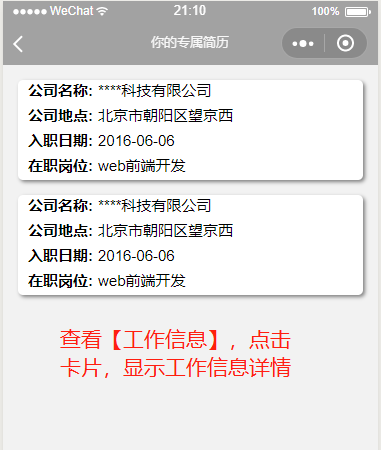 WeChat 21:10 100%
你的专属简历
公司名称: ****科技有限公司
公司地点: 北京市朝阳区望京西
入职日期: 2016-06-06
在职岗位: web前端开发
公司名称: ****科技有限公司
公司地点: 北京市朝阳区望京西
入职日期: 2016-06-06
在职岗位: web前端开发
查看【工作信息】，点击
卡片，显示工作信息详情